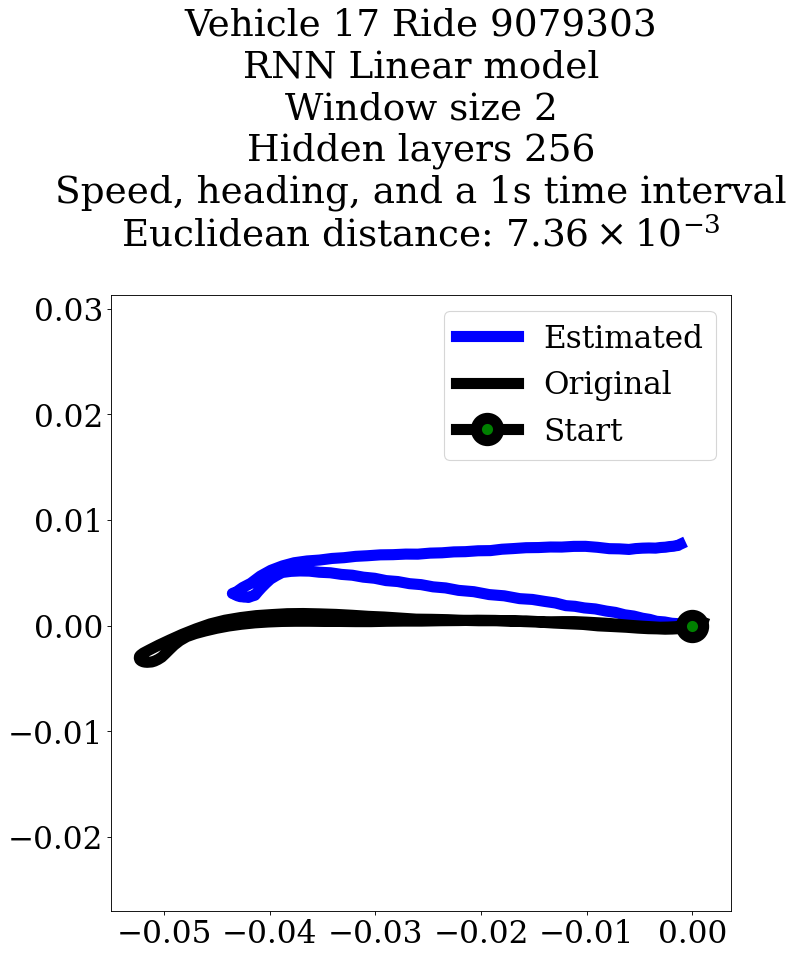 Vehicle 17 Ride 9079303
RNN Linear model
Window size 2
Hidden layers 256
Speed, heading, and a 1s time interval
Euclidean distance: 7.36 × 10⁻³
0.03
0.02
0.01
0.00
−0.01
−0.02
Estimated
Original
Start
−0.05 −0.04 −0.03 −0.02 −0.01 0.00